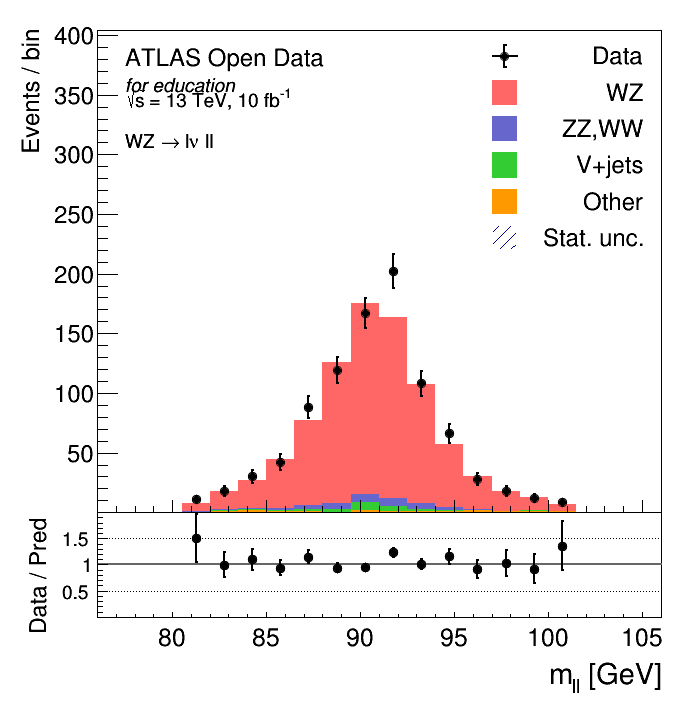 400
350
300
250
200
150
100
50
Events / bin
ATLAS Open Data
for education
√s = 13 TeV, 10 fb⁻¹
WZ → lν ll
Data
WZ
ZZ,WW
V+jets
Other
Stat. unc.
1.5
1
0.5
Data / Pred
80 85 90 95 100 105
m_ll [GeV]